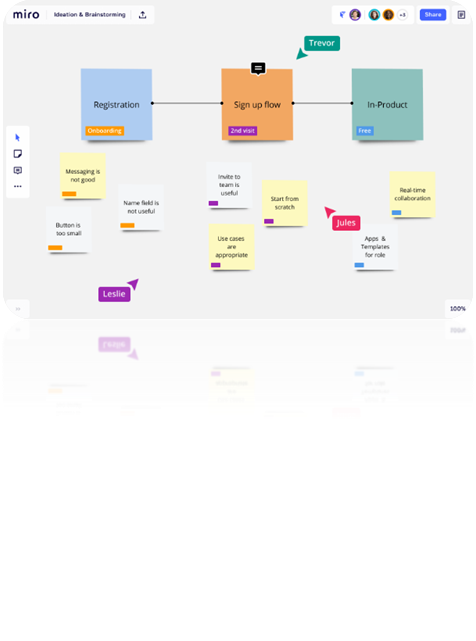 miro Ideation & Brainstorming +3 Share
Trevor
Registration Sign up flow In-Product
Onboarding 2nd visit Free
Messaging is
not good
Name field is
not useful
Button is
too small
Invite to
team is
useful
Start from
scratch
Use cases
are
appropriate
Real-time
collaboration
Jules
Apps &
Templates
for role
Leslie
100%